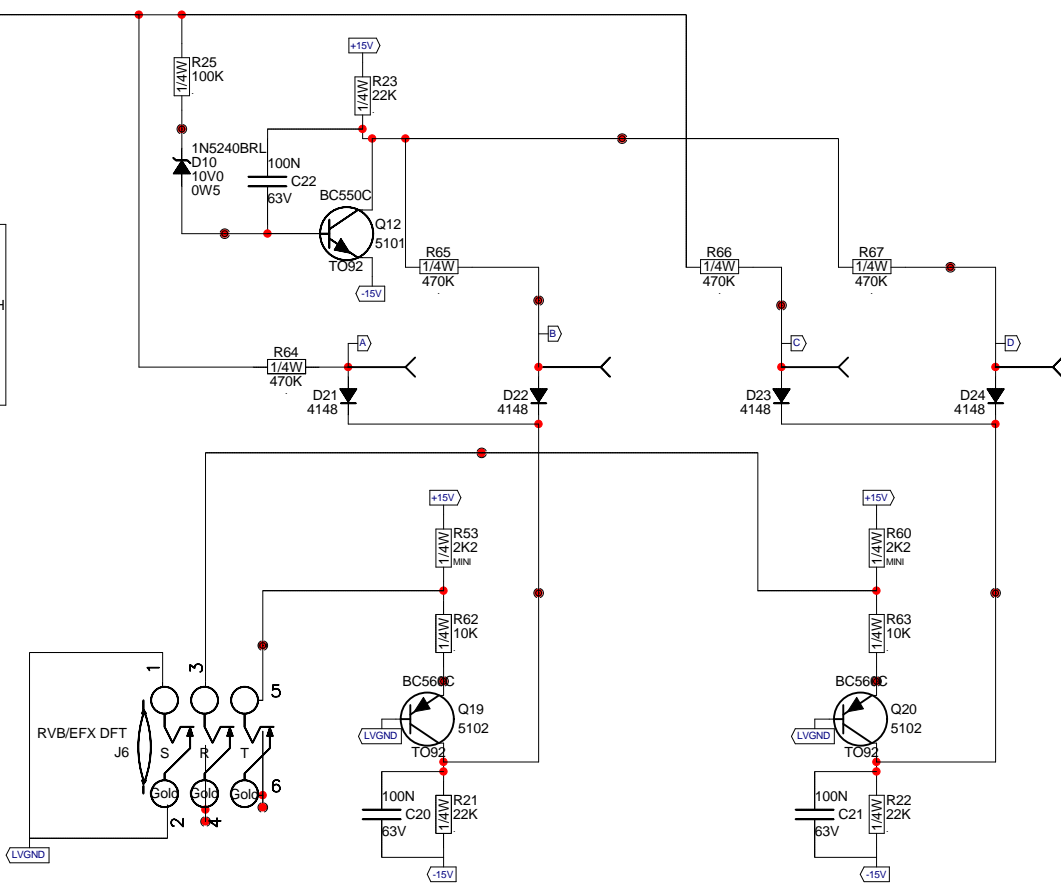 +15V
R25
100K
1/4W
R23
22K
1/4W
1N5240BRL
D10
10V0
0W5
100N
C22
63V
BC550C
Q12
5101
TO92
-15V
H
R65
1/4W
470K
R66
1/4W
470K
R67
1/4W
470K
A
B
C
D
R64
1/4W
470K
D21
4148
D22
4148
D23
4148
D24
4148
+15V
R53
2K2
MINI
1/4W
+15V
R60
2K2
MINI
1/4W
R62
10K
1/4W
R63
10K
1/4W
1
3
5
RVB/EFX DFT
J6
S
R
T
Gold
Gold
Gold
2
4
6
LVGND
BC560C
Q19
5102
TO92
LVGND
BC560C
Q20
5102
TO92
LVGND
100N
C20
63V
R21
22K
1/4W
-15V
100N
C21
63V
R22
22K
1/4W
-15V